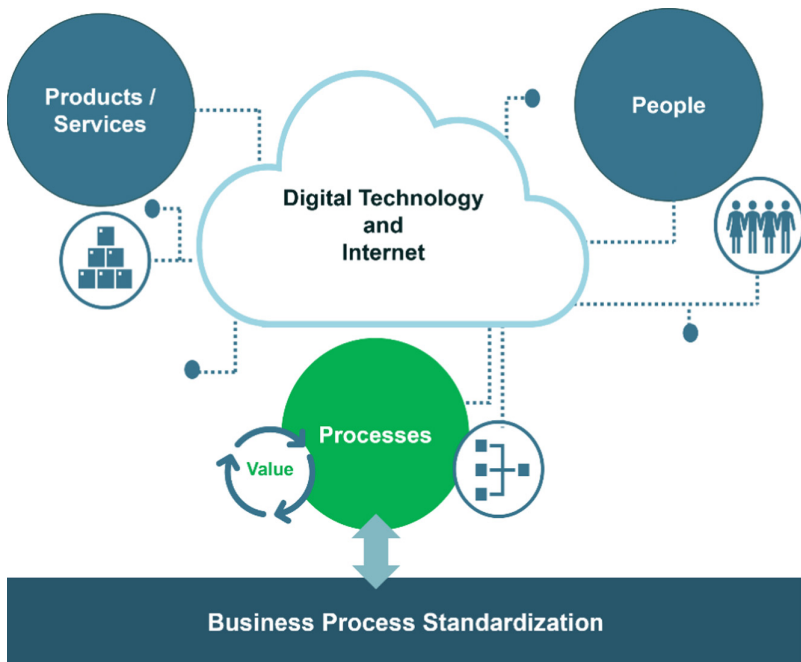 Products /
Services
People
Digital Technology
and
Internet
Processes
Value
Business Process Standardization